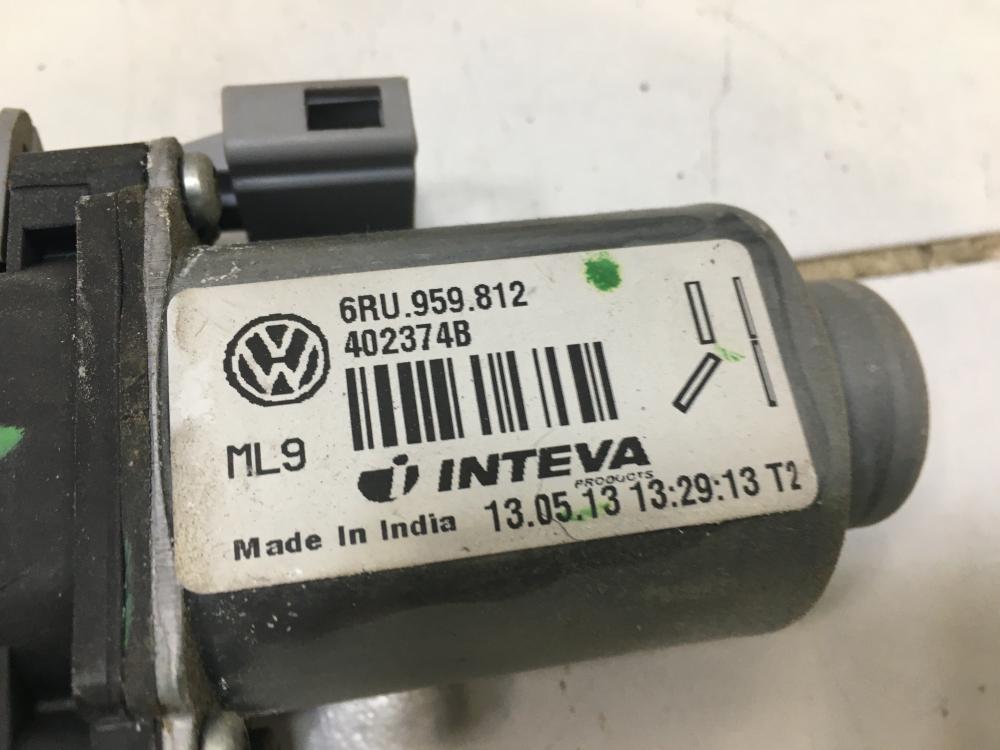 6RU.959.812
402374B
ML9
INTEVA
PRODUCTS
Made In India 13.05.13 13:29:13 T2